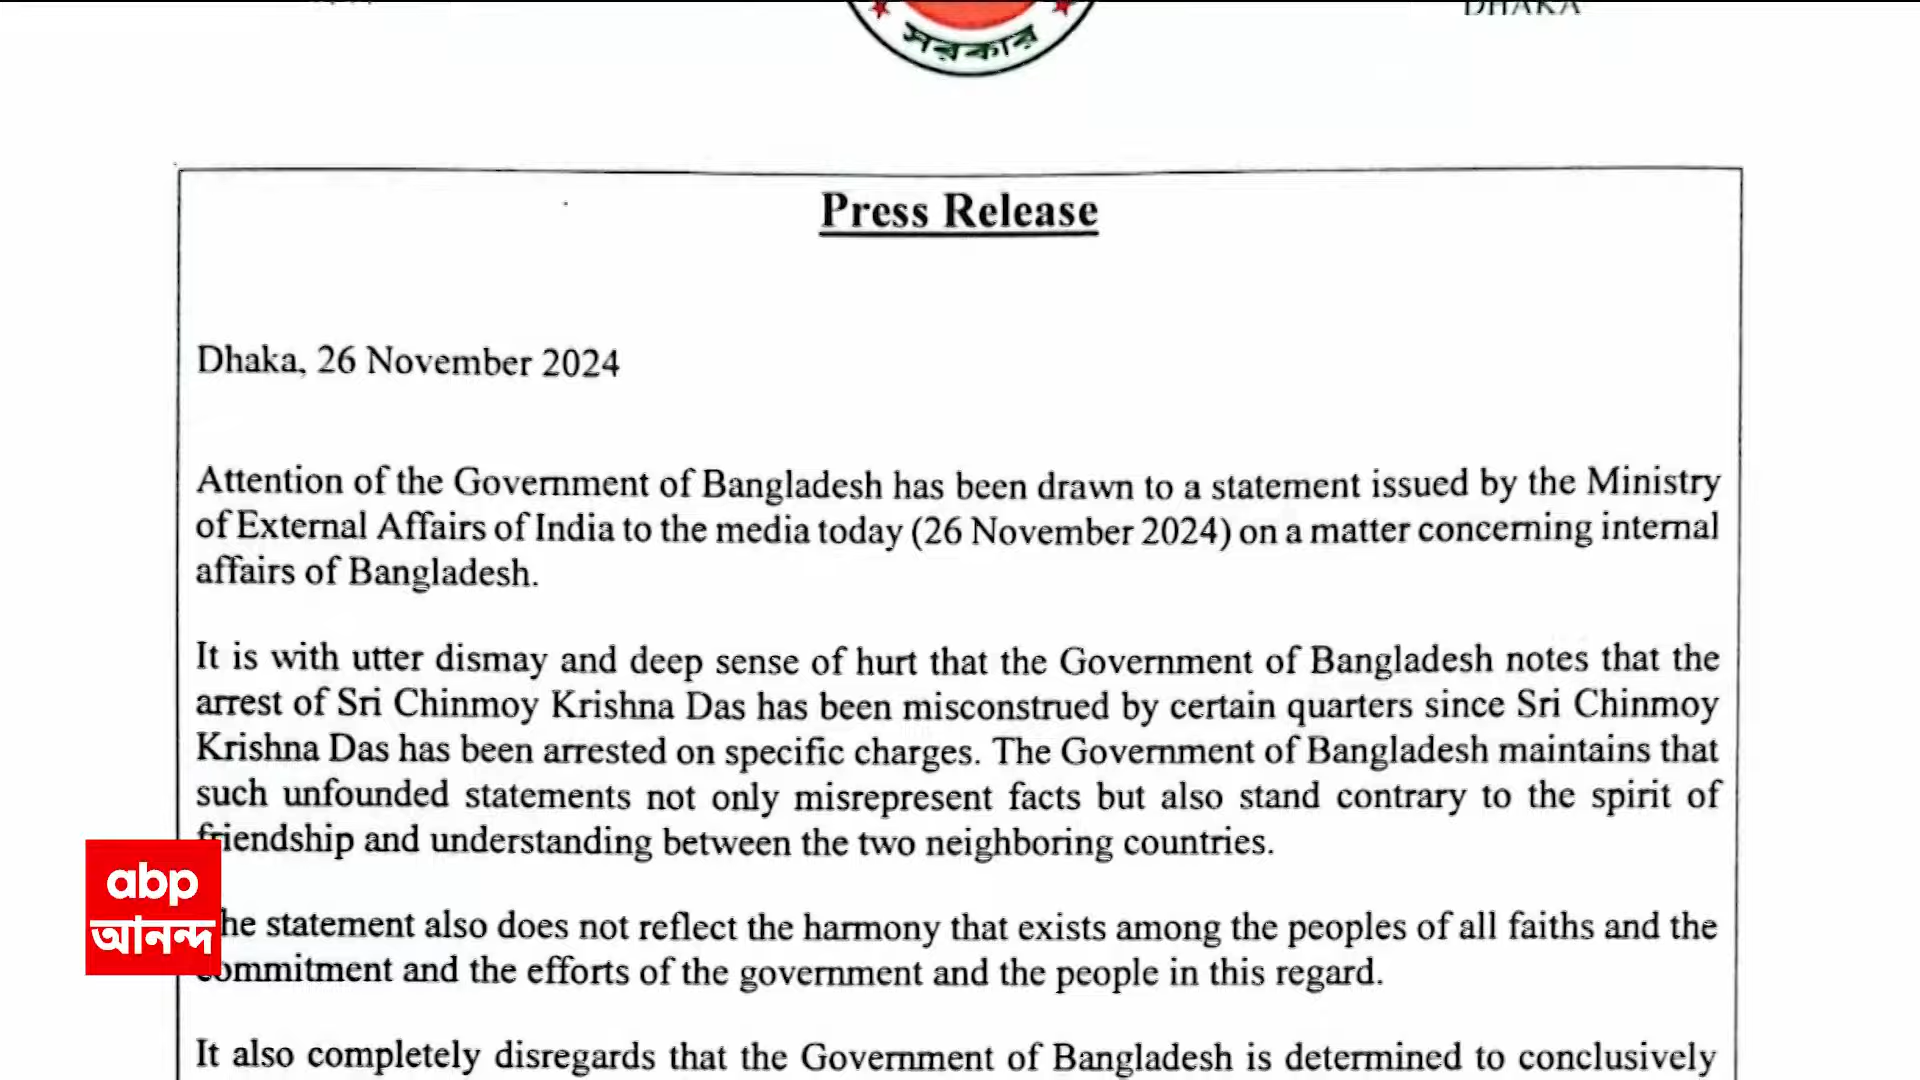 DHAKA
সরকার
Press Release
Dhaka, 26 November 2024
Attention of the Government of Bangladesh has been drawn to a statement issued by the Ministry
of External Affairs of India to the media today (26 November 2024) on a matter concerning internal
affairs of Bangladesh.
It is with utter dismay and deep sense of hurt that the Government of Bangladesh notes that the
arrest of Sri Chinmoy Krishna Das has been misconstrued by certain quarters since Sri Chinmoy
Krishna Das has been arrested on specific charges. The Government of Bangladesh maintains that
such unfounded statements not only misrepresent facts but also stand contrary to the spirit of
friendship and understanding between the two neighboring countries.
abp
আনন্দ
he statement also does not reflect the harmony that exists among the peoples of all faiths and the
commitment and the efforts of the government and the people in this regard.
It also completely disregards that the Government of Bangladesh is determined to conclusively